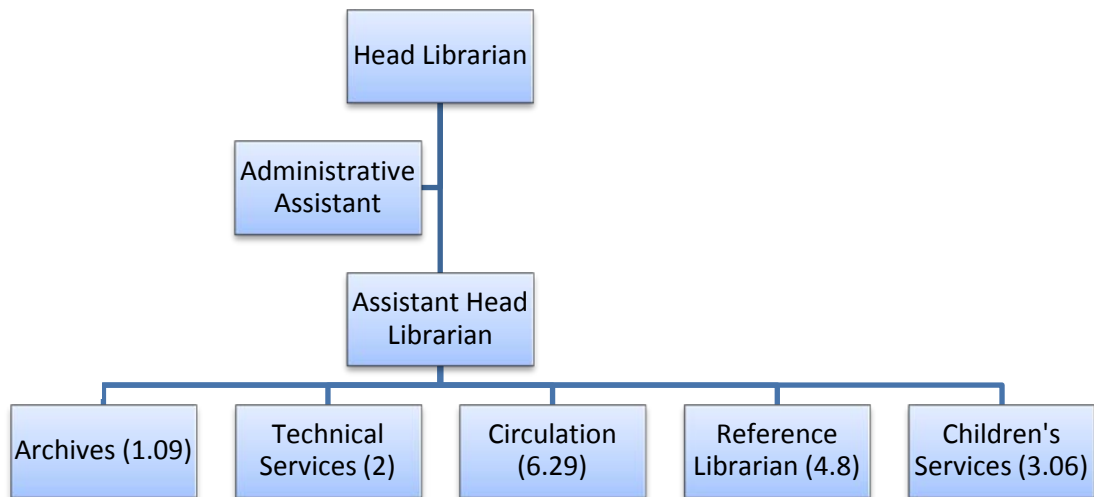 Head Librarian
Administrative
Assistant
Assistant Head
Librarian
Archives (1.09)
Technical
Services (2)
Circulation
(6.29)
Reference
Librarian (4.8)
Children's
Services (3.06)